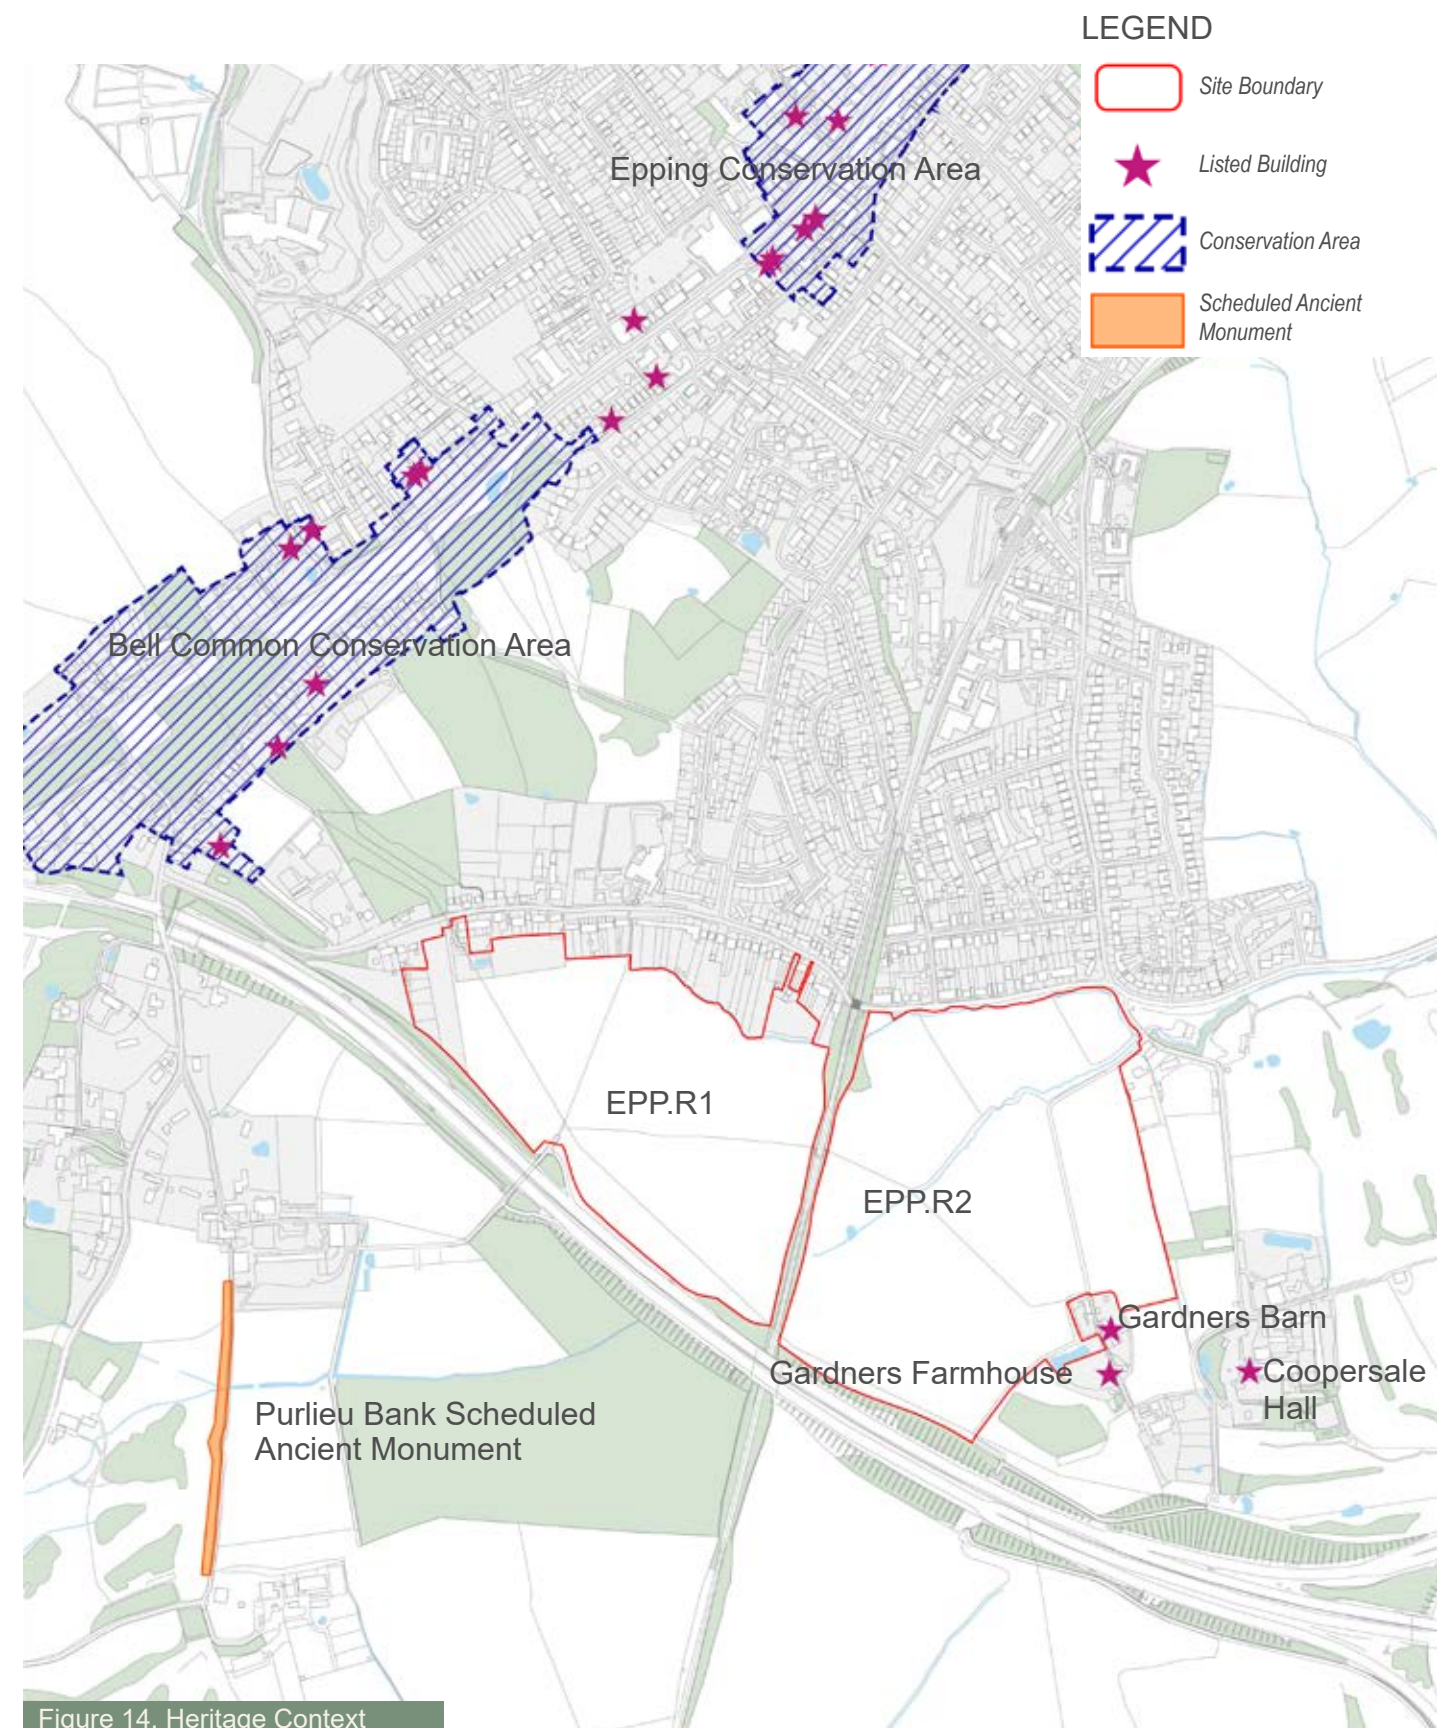 LEGEND
Site Boundary
Listed Building
Conservation Area
Scheduled Ancient
Monument
Epping Conservation Area
Bell Common Conservation Area
EPP.R1
EPP.R2
Gardners Barn
Gardners Farmhouse
Coopersale
Hall
Purlieu Bank Scheduled
Ancient Monument
Figure 14. Heritage Context